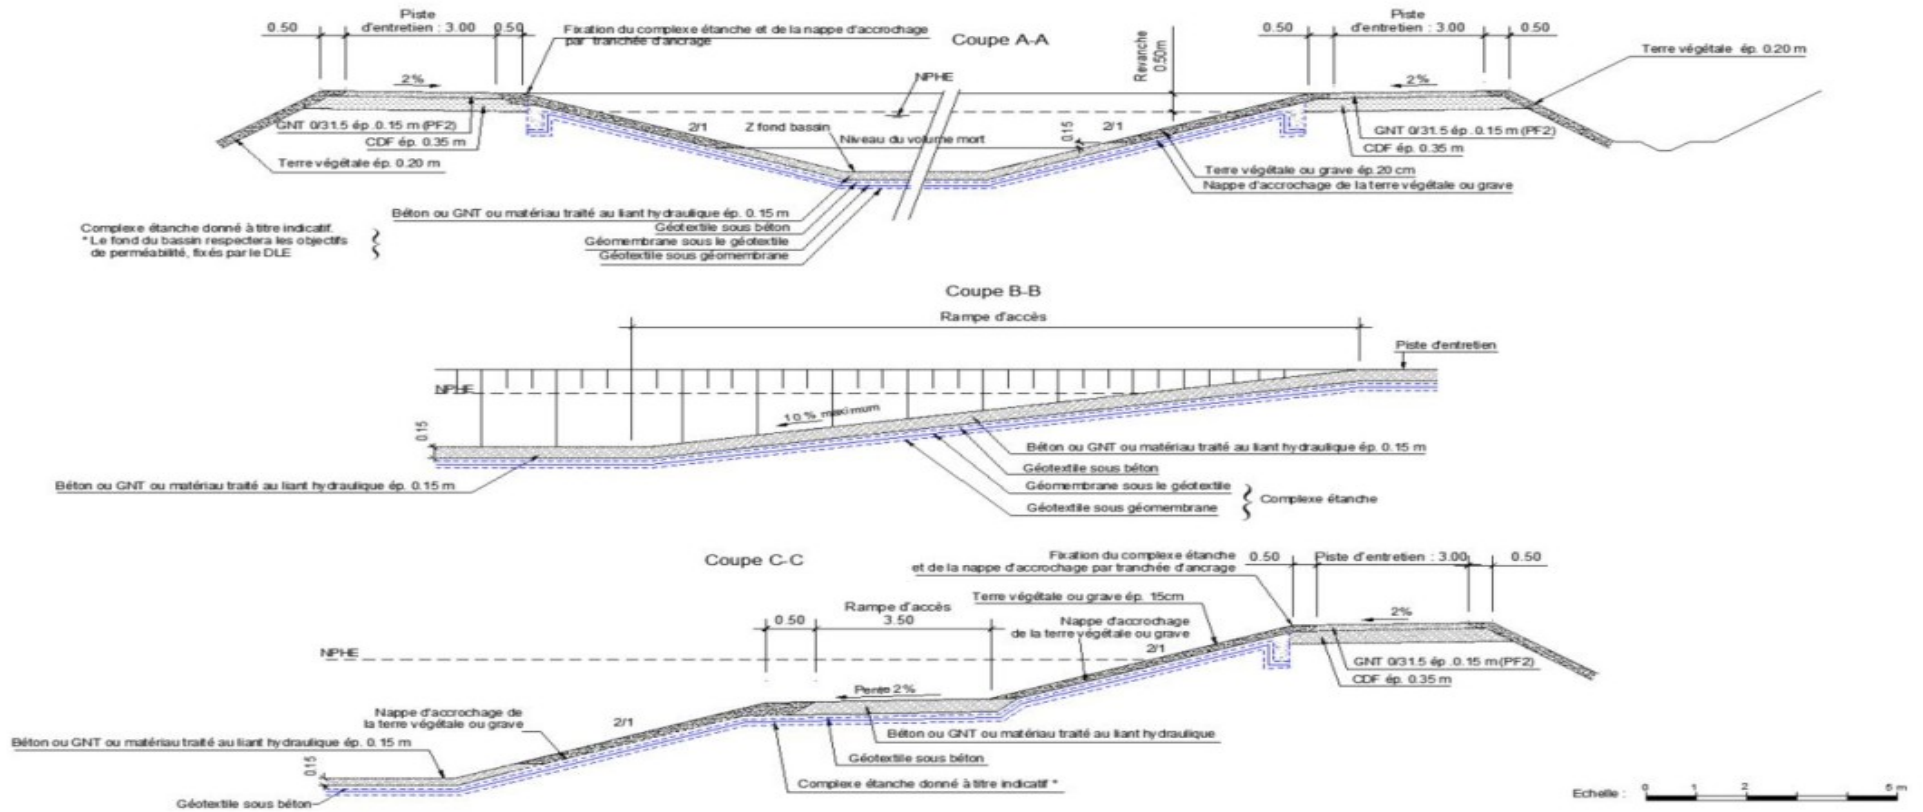 Piste
0.50 d'entretien : 3.00 0.50
Fixation du complexe étanche et de la nappe d'accrochage
par tranchée d'ancrage
Coupe A-A
Revanche
0.50m
Piste
0.50 d'entretien : 3.00 0.50
Terre végétale ép. 0.20 m
2%
NPHE
2%
GNT 0/31.5 ép .0.15 m (PF2)
CDF ép. 0.35 m
Terre végétale ép. 0.20 m
2/1
Z fond bassin
Niveau du volume mort
0.15
2/1
GNT 0/31.5 ép .0.15 m (PF2)
CDF ép. 0.35 m
Terre végétale ou grave ép.20 cm
Nappe d'accrochage de la terre végétale ou grave
Béton ou GNT ou matériau traité au liant hydraulique ép. 0.15 m
Géotextile sous béton
Géomembrane sous le géotextile
Géotextile sous géomembrane
Complexe étanche donné à titre indicatif.
* Le fond du bassin respectera les objectifs
de perméabilité, fixés par le DLE
Coupe B-B
Rampe d'accès
Piste d'entretien
NPHE
10 % maximum
0.15
Béton ou GNT ou matériau traité au liant hydraulique ép. 0.15 m
Géotextile sous béton
Géomembrane sous le géotextile
Géotextile sous géomembrane
Complexe étanche
Béton ou GNT ou matériau traité au liant hydraulique ép. 0.15 m
Coupe C-C
Fixation du complexe étanche
et de la nappe d'accrochage par tranchée d'ancrage
0.50 Piste d'entretien : 3.00 0.50
Terre végétale ou grave ép. 15cm
Rampe d'accès
0.50 3.50
Nappe d'accrochage
de la terre végétale ou grave
2%
NPHE
2/1
GNT 0/31.5 ép .0.15 m (PF2)
CDF ép. 0.35 m
Pente 2%
Nappe d'accrochage de
la terre végétale ou grave
2/1
Béton ou GNT ou matériau traité au liant hydraulique ép. 0.15 m
Béton ou GNT ou matériau traité au liant hydraulique
Géotextile sous béton
0.15
Complexe étanche donné à titre indicatif *
Géotextile sous béton
Echelle : 0 1 2 5 m